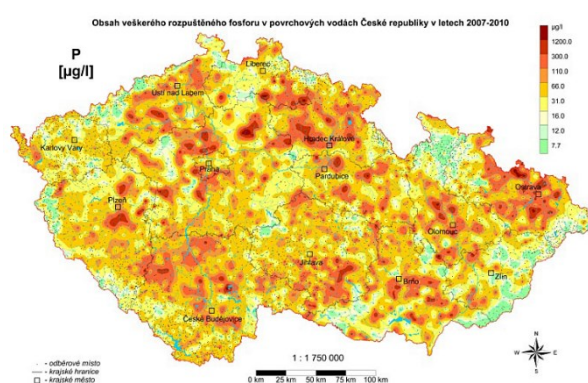 Obsah veškerého rozpuštěného fosforu v povrchových vodách České republiky v letech 2007-2010
P
[µg/l]
µg/l
1200.0
300.0
110.0
66.0
31.0
16.0
12.0
7.7
Liberec
Ústí nad Labem
Karlovy Vary
Hradec Králové
Praha
Pardubice
Plzeň
Ostrava
Olomouc
Jihlava
Zlín
Brno
České Budějovice
- odběrové místo
- krajské hranice
- krajské město
1 : 1 750 000
0 km 25 km 50 km 75 km 100 km
N
W E
S